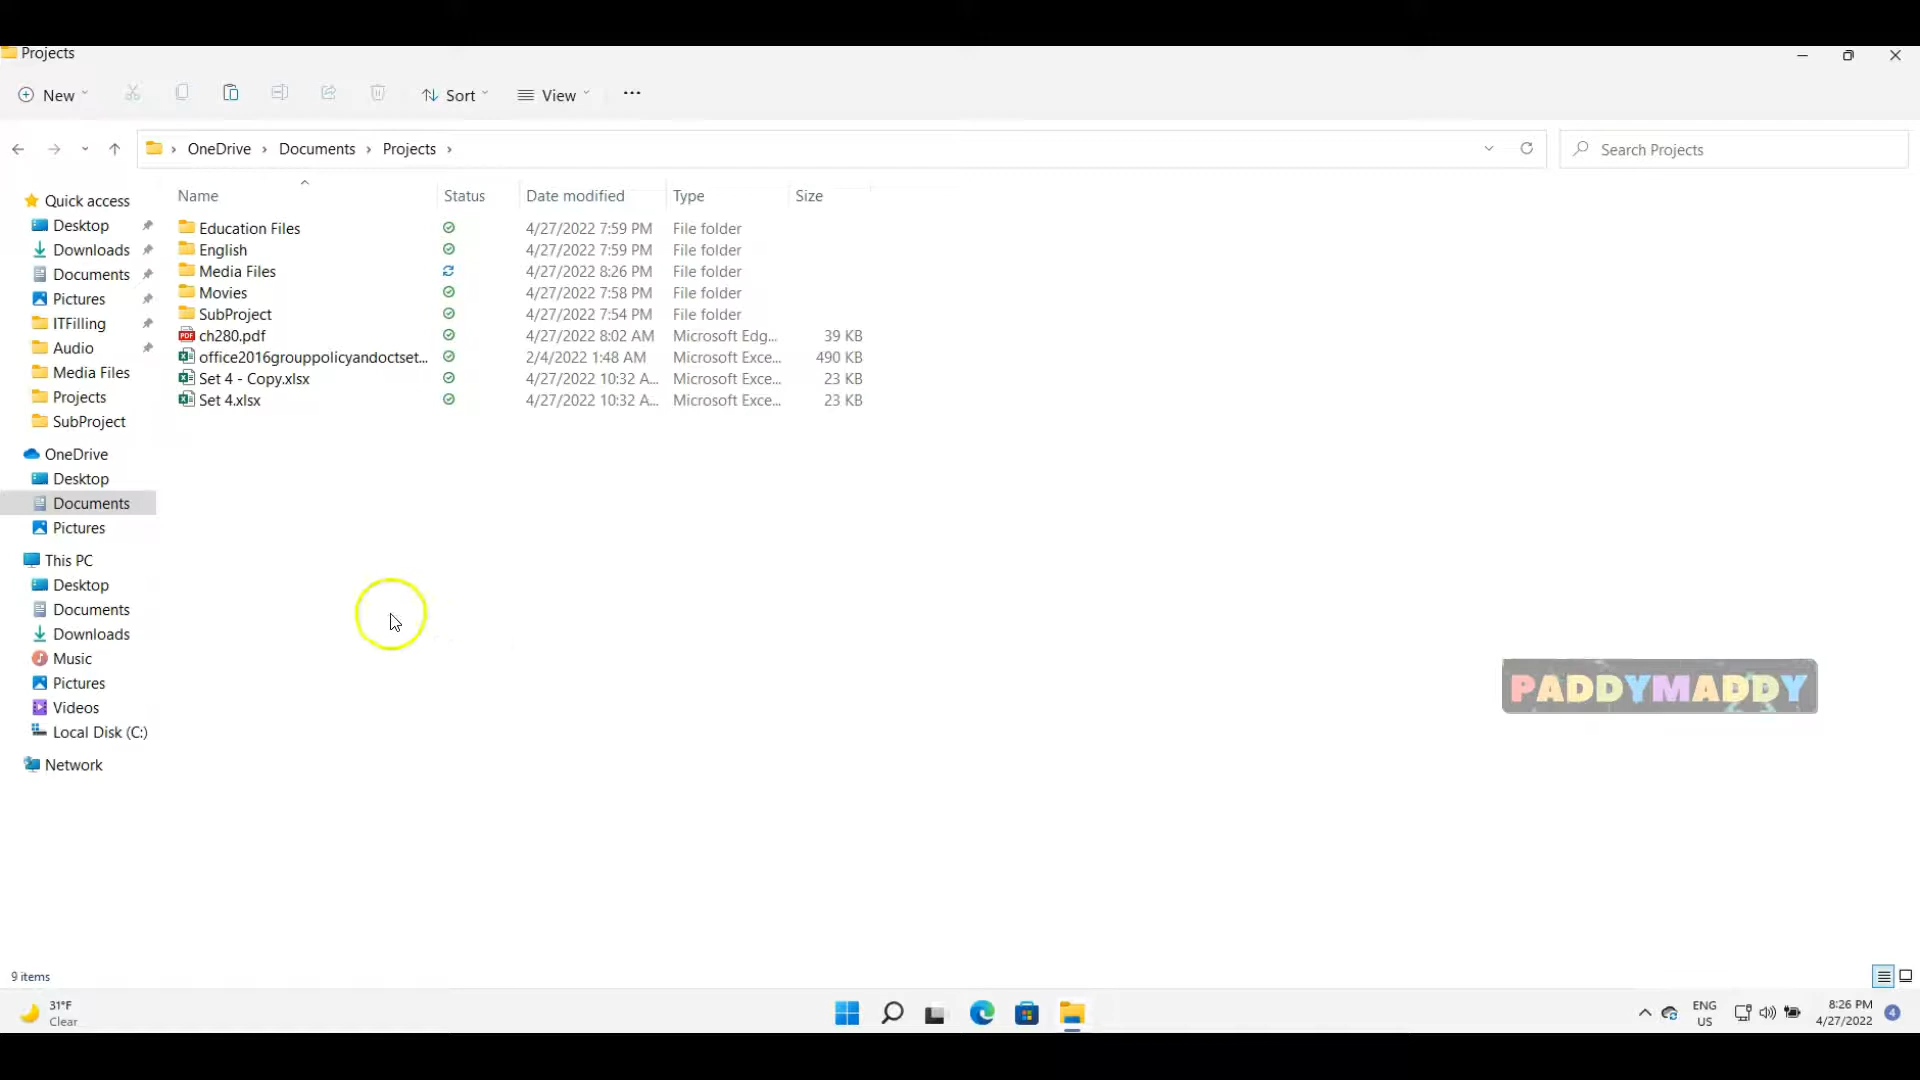 Projects
New Sort View ...
OneDrive > Documents > Projects >
Search Projects
Quick access
Desktop
Downloads
Documents
Pictures
ITFilling
Audio
Media Files
Projects
SubProject
OneDrive
Desktop
Documents
Pictures
This PC
Desktop
Documents
Downloads
Music
Pictures
Videos
Local Disk (C:)
Network
Name Status Date modified Type Size
Education Files 4/27/2022 7:59 PM File folder
English 4/27/2022 7:59 PM File folder
Media Files 4/27/2022 8:26 PM File folder
Movies 4/27/2022 7:58 PM File folder
SubProject 4/27/2022 7:54 PM File folder
PDF ch280.pdf 4/27/2022 8:02 AM Microsoft Edg... 39 KB
office2016grouppolicyandoctset... 2/4/2022 1:48 AM Microsoft Exce... 490 KB
Set 4 - Copy.xlsx 4/27/2022 10:32 A... Microsoft Exce... 23 KB
Set 4.xlsx 4/27/2022 10:32 A... Microsoft Exce... 23 KB
PADDYMADDY
9 items
31°F
Clear
ENG
US
8:26 PM
4/27/2022
4